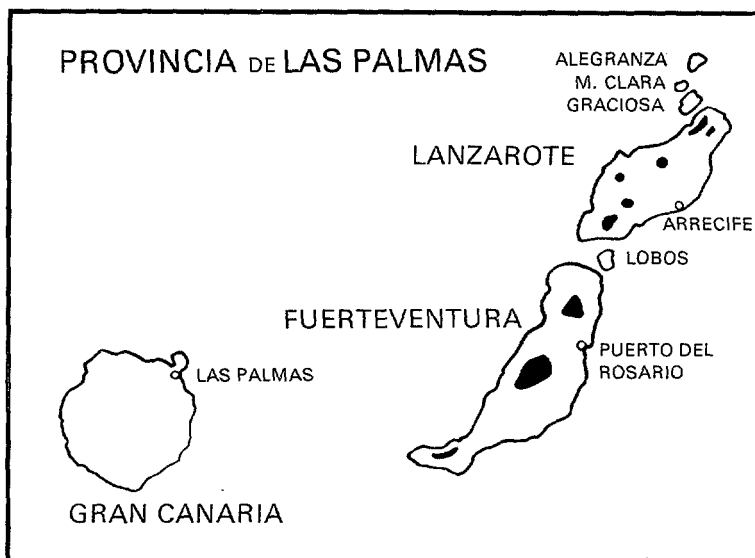 PROVINCIA DE LAS PALMAS
ALEGRANZA
M. CLARA
GRACIOSA
LANZAROTE
ARRECIFE
LOBOS
FUERTEVENTURA
PUERTO DEL
ROSARIO
LAS PALMAS
GRAN CANARIA